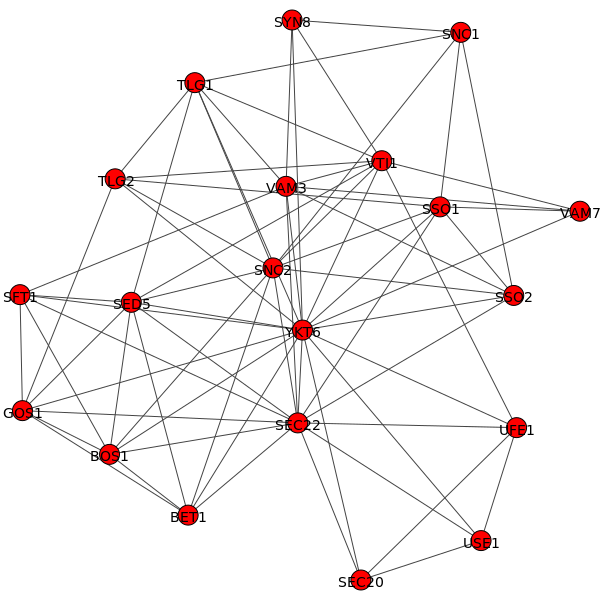 SYN8
SNC1
TLG1
VTI1
TLG2
VAM3
SSO1
VAM7
SNC2
SFT1
SED5
SSO2
YKT6
GOS1
SEC22
UFE1
BOS1
BET1
USE1
SEC20